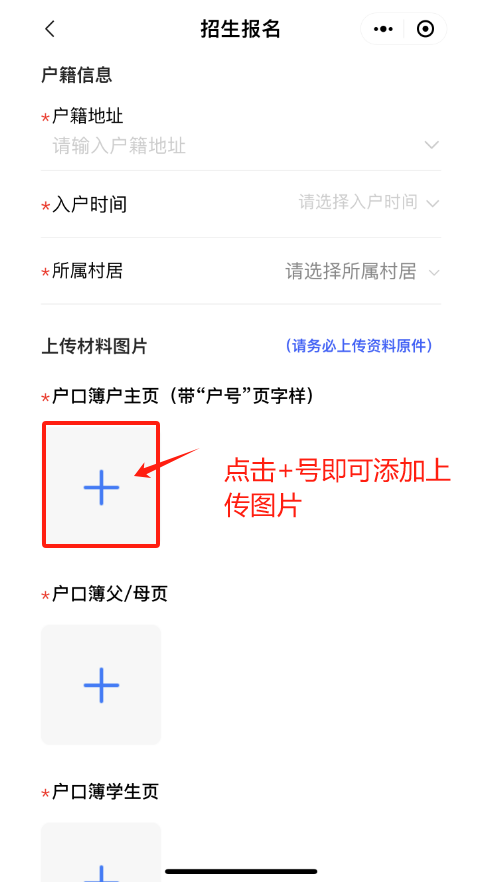 招生报名
户籍信息
*户籍地址
请输入户籍地址
*入户时间
请选择入户时间
*所属村居
请选择所属村居
上传材料图片
（请务必上传资料原件）
*户口簿户主页（带“户号”页字样）
点击+号即可添加上
传图片
*户口簿父/母页
*户口簿学生页